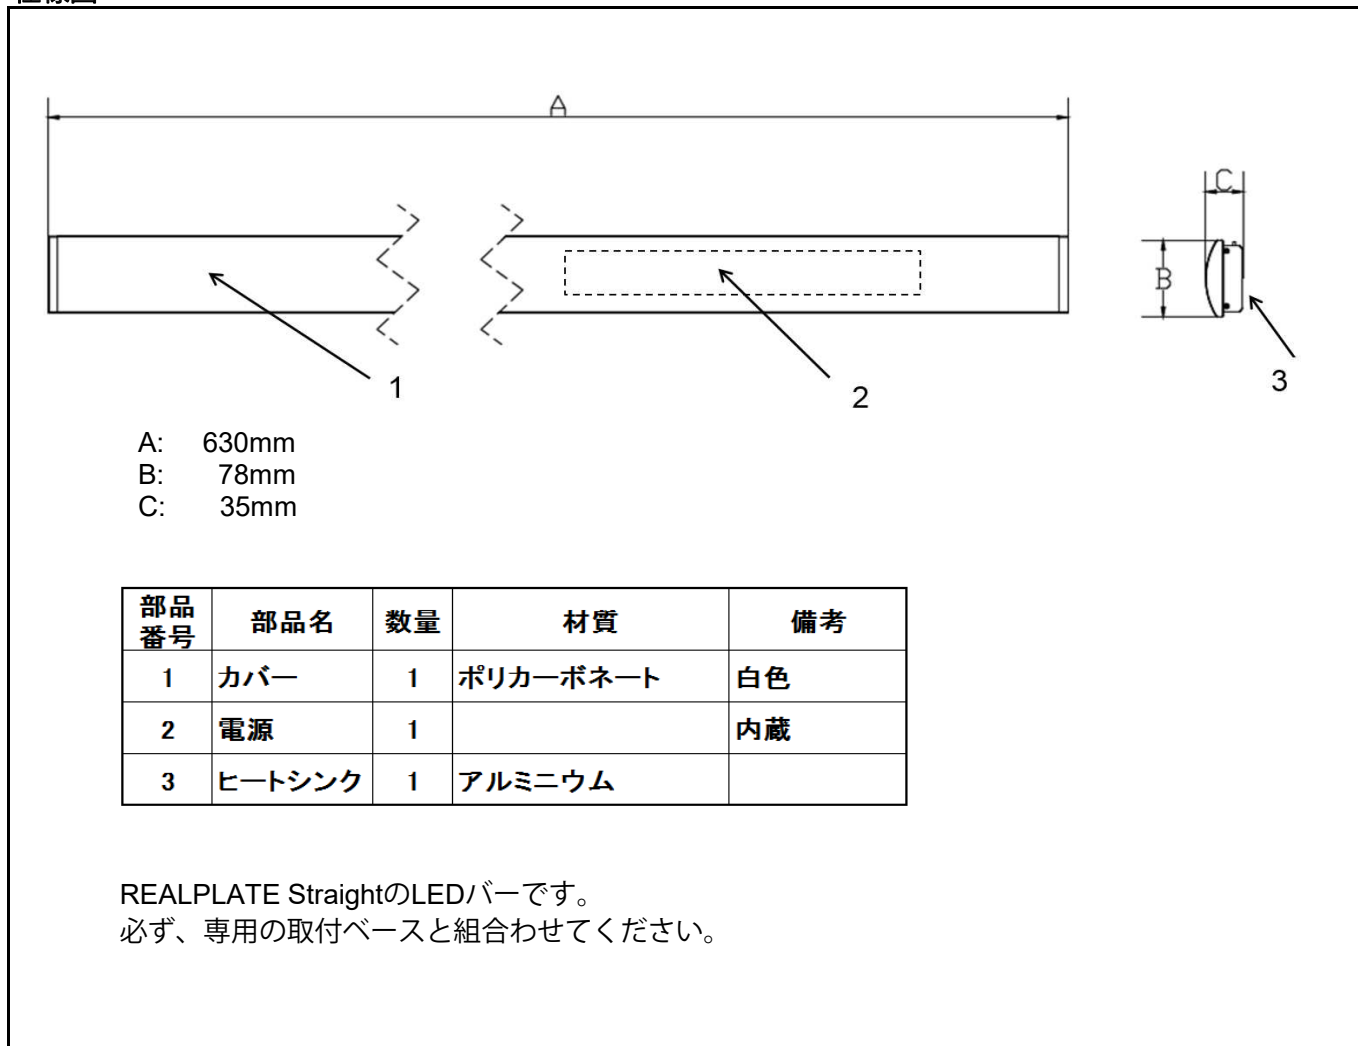 A
C
B
1
2
3
A: 630mm
B: 78mm
C: 35mm
部品番号 部品名 数量 材質 備考
1 カバー 1 ポリカーボネート 白色
2 電源 1 内蔵
3 ヒートシンク 1 アルミニウム
REALPLATE StraightのLEDバーです。
必ず、専用の取付ベースと組合わせてください。